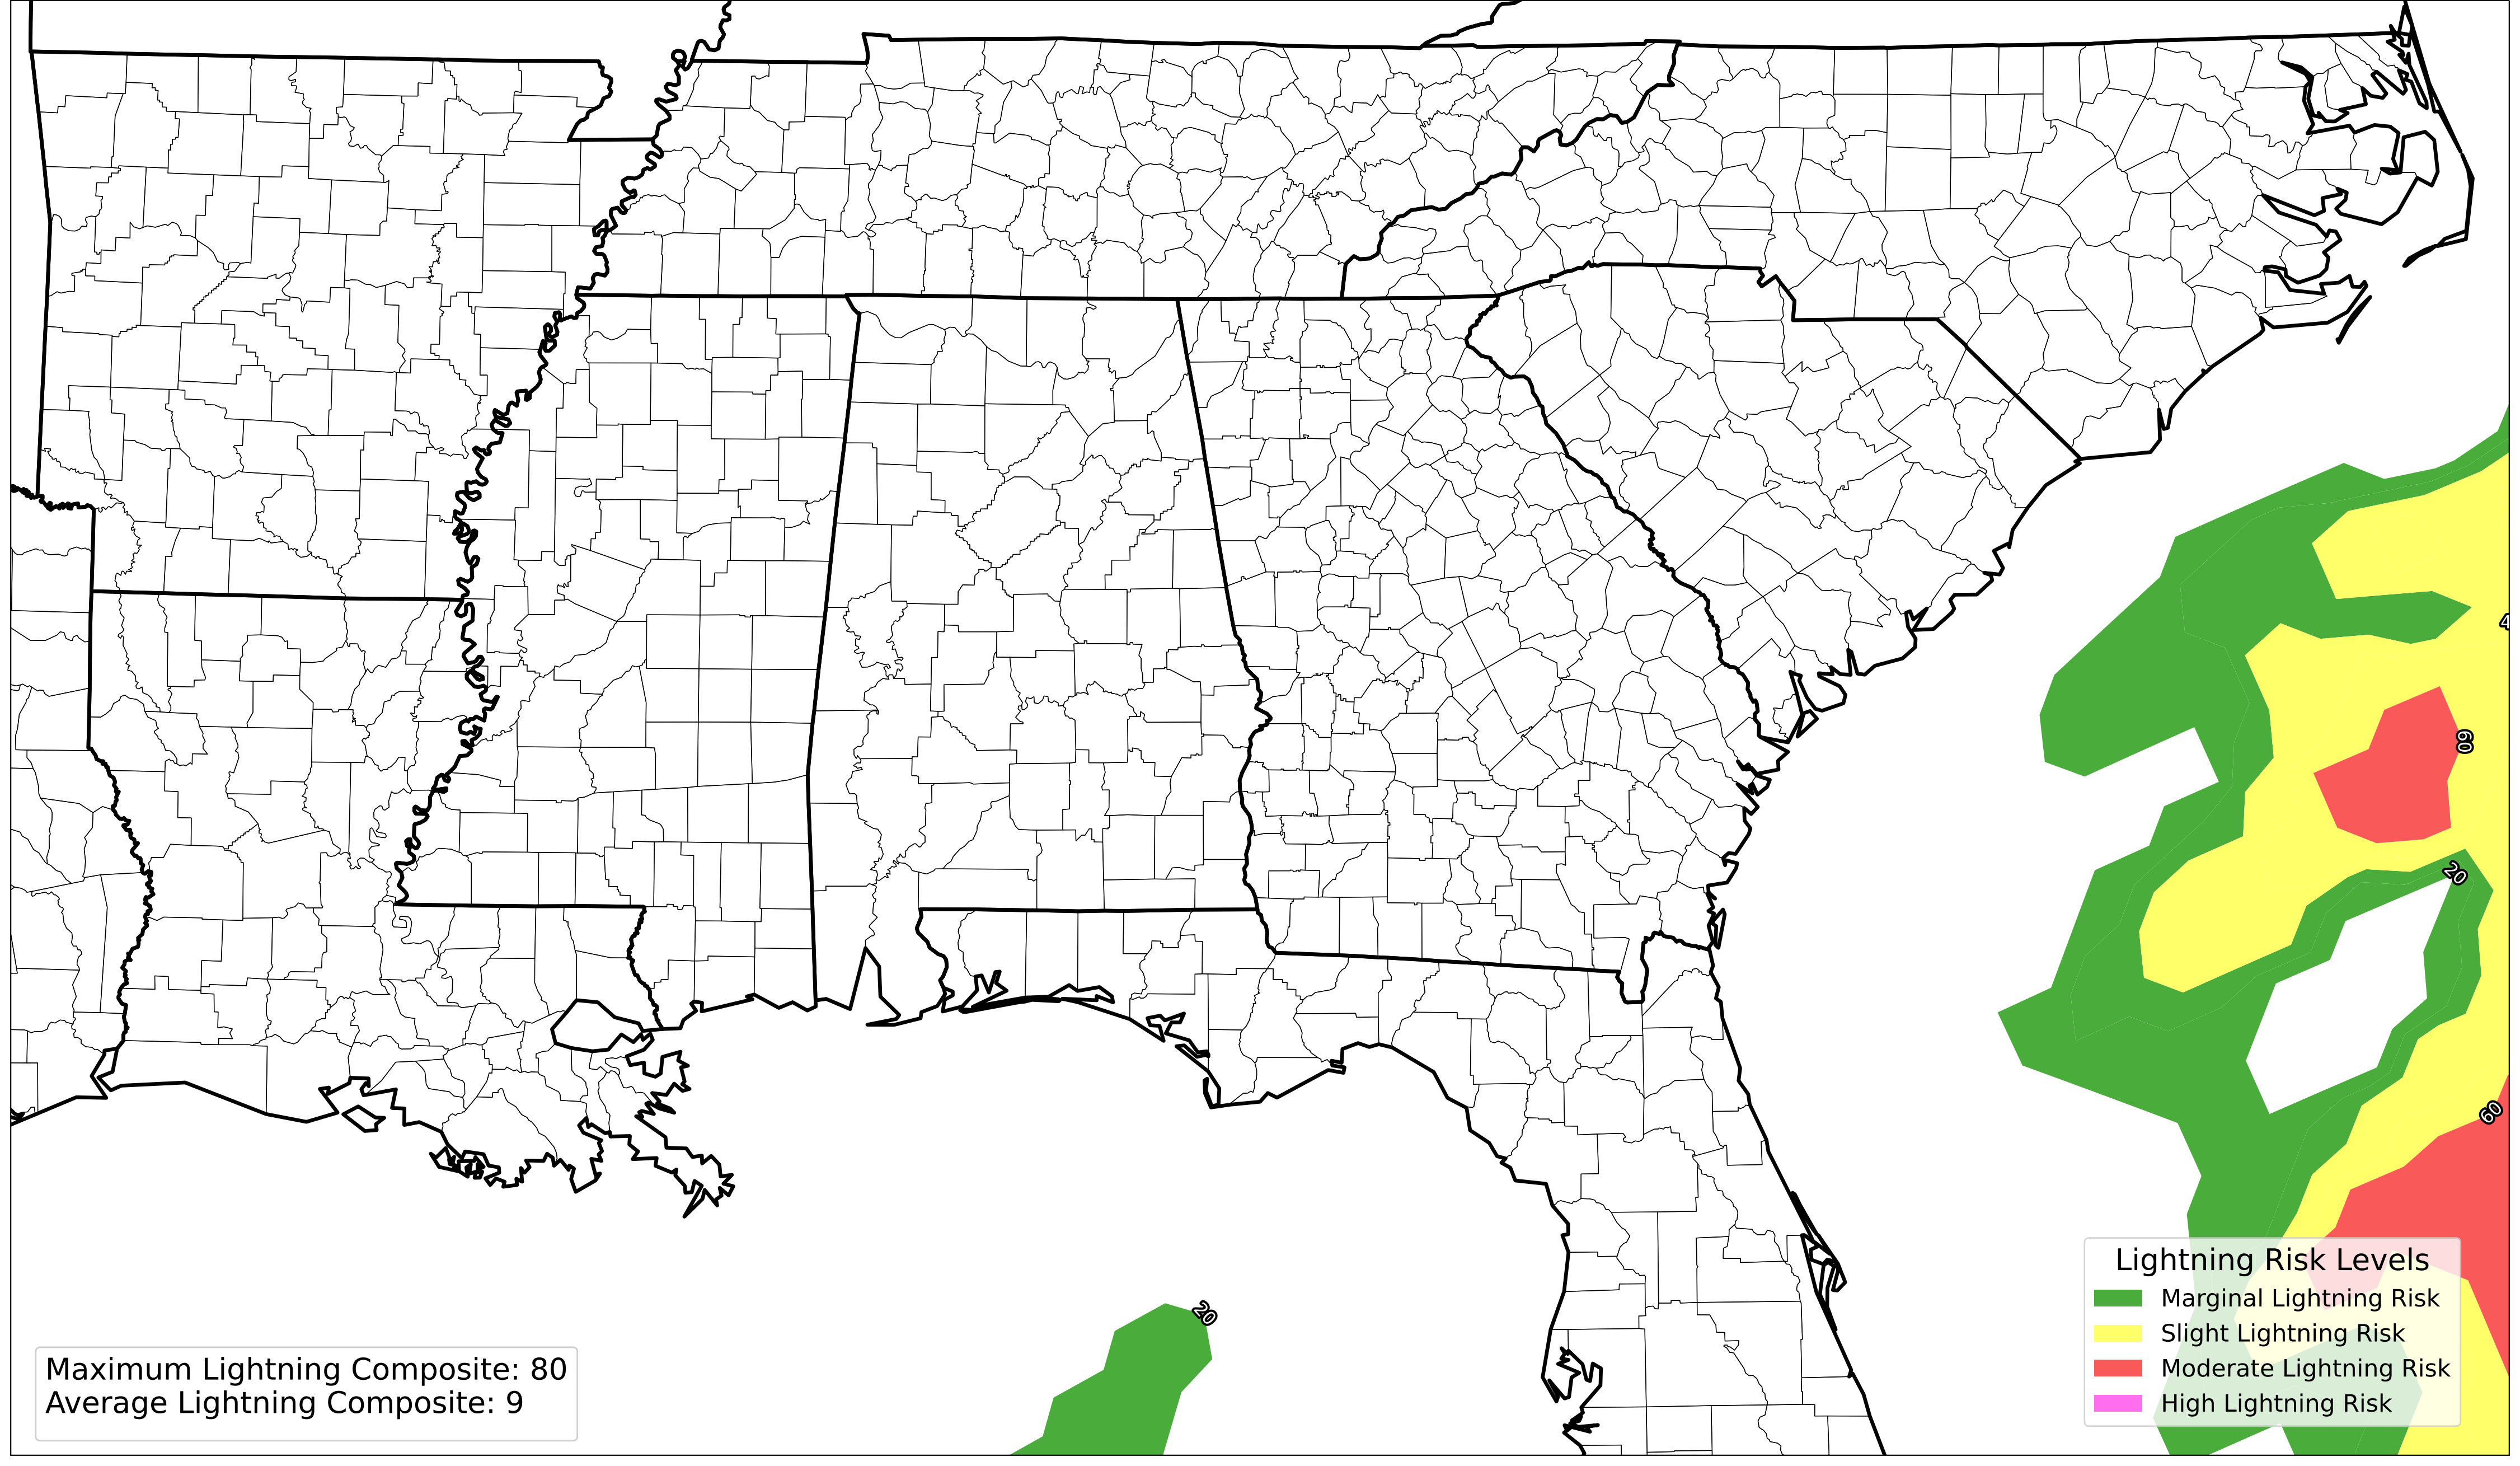 4
60
20
60
20
Lightning Risk Levels
Marginal Lightning Risk
Slight Lightning Risk
Moderate Lightning Risk
High Lightning Risk
Maximum Lightning Composite: 80
Average Lightning Composite: 9